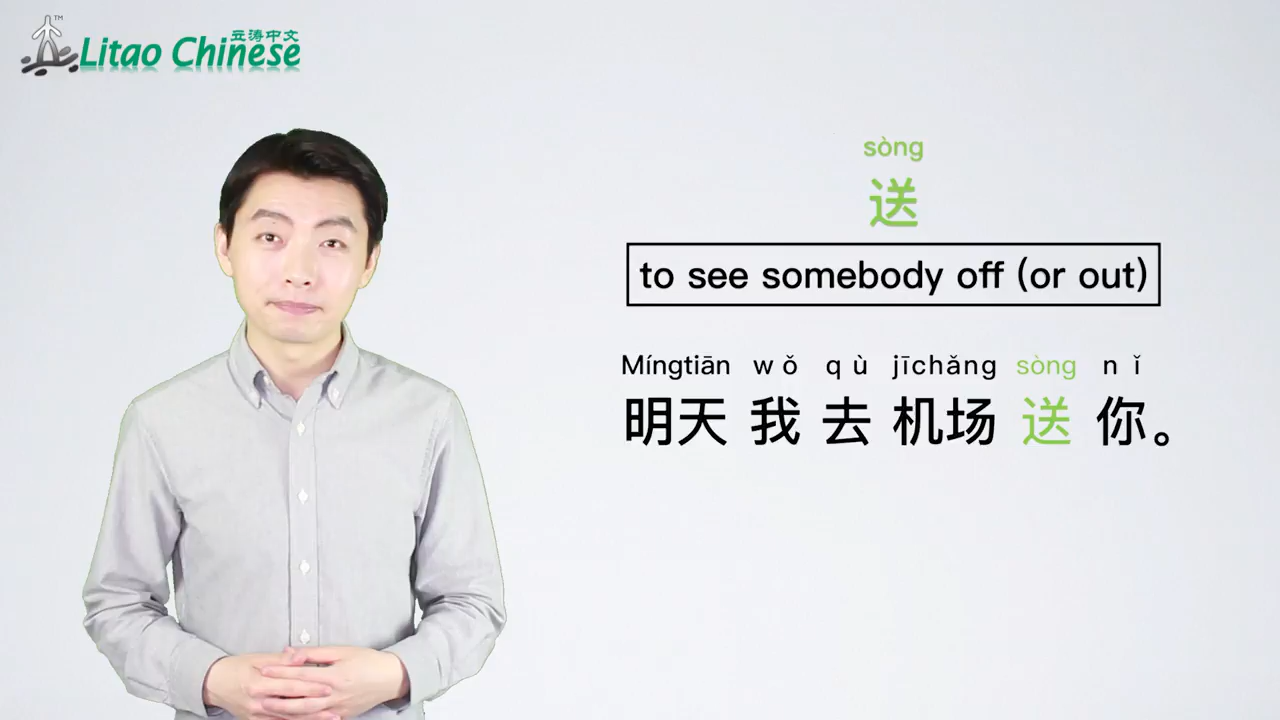 TM
立涛中文
Litao Chinese
sòng
送
to see somebody off (or out)
Míngtiān wǒ qù jīchǎng sòng nǐ
明天 我 去 机场 送 你。